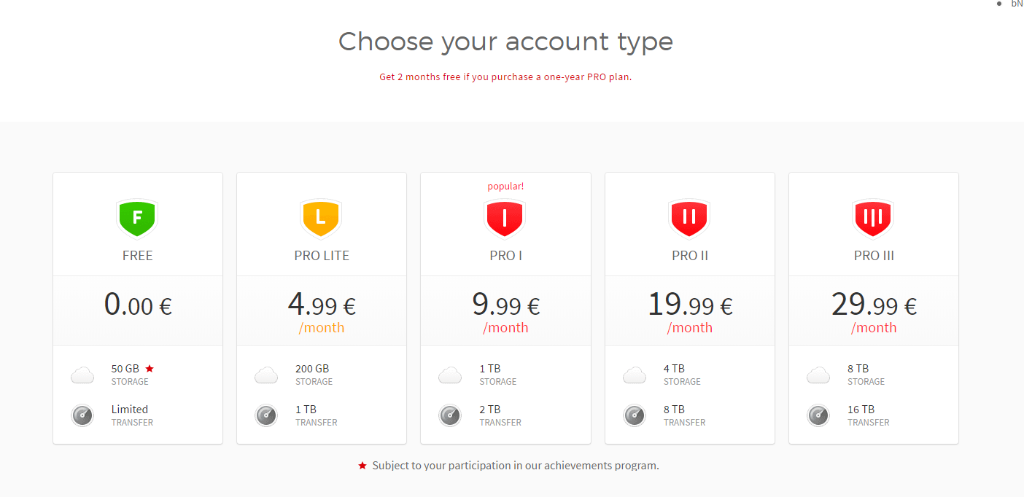 bN
Choose your account type
Get 2 months free if you purchase a one-year PRO plan.
popular!
F
L
I
II
III
FREE
PRO LITE
PRO I
PRO II
PRO III
0.00 €
4.99 €
/month
9.99 €
/month
19.99 €
/month
29.99 €
/month
50 GB ★
STORAGE
Limited
TRANSFER
200 GB
STORAGE
1 TB
TRANSFER
1 TB
STORAGE
2 TB
TRANSFER
4 TB
STORAGE
8 TB
TRANSFER
8 TB
STORAGE
16 TB
TRANSFER
★ Subject to your participation in our achievements program.